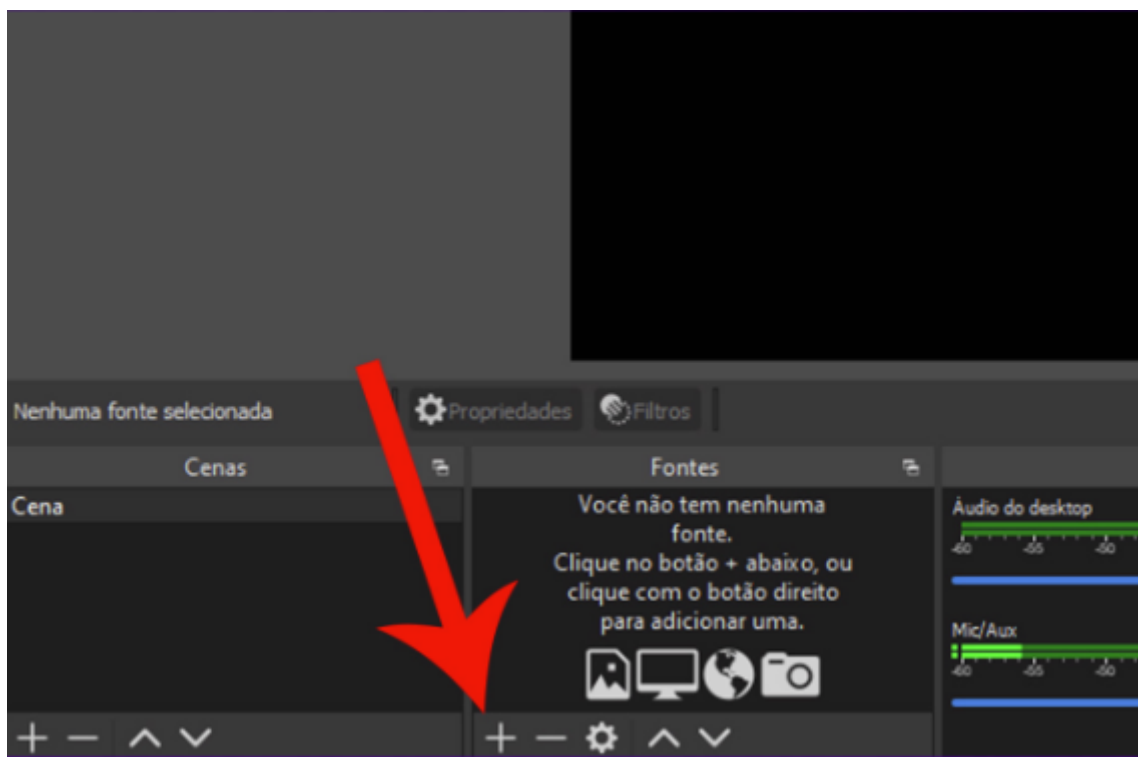 Nenhuma fonte selecionada
Propriedades
Filtros
Cenas
Fontes
Cena
Você não tem nenhuma
fonte.
Clique no botão + abaixo, ou
clique com o botão direito
para adicionar uma.
Áudio do desktop
-60 -55 -50
Mic/Aux
-60 -55 -50